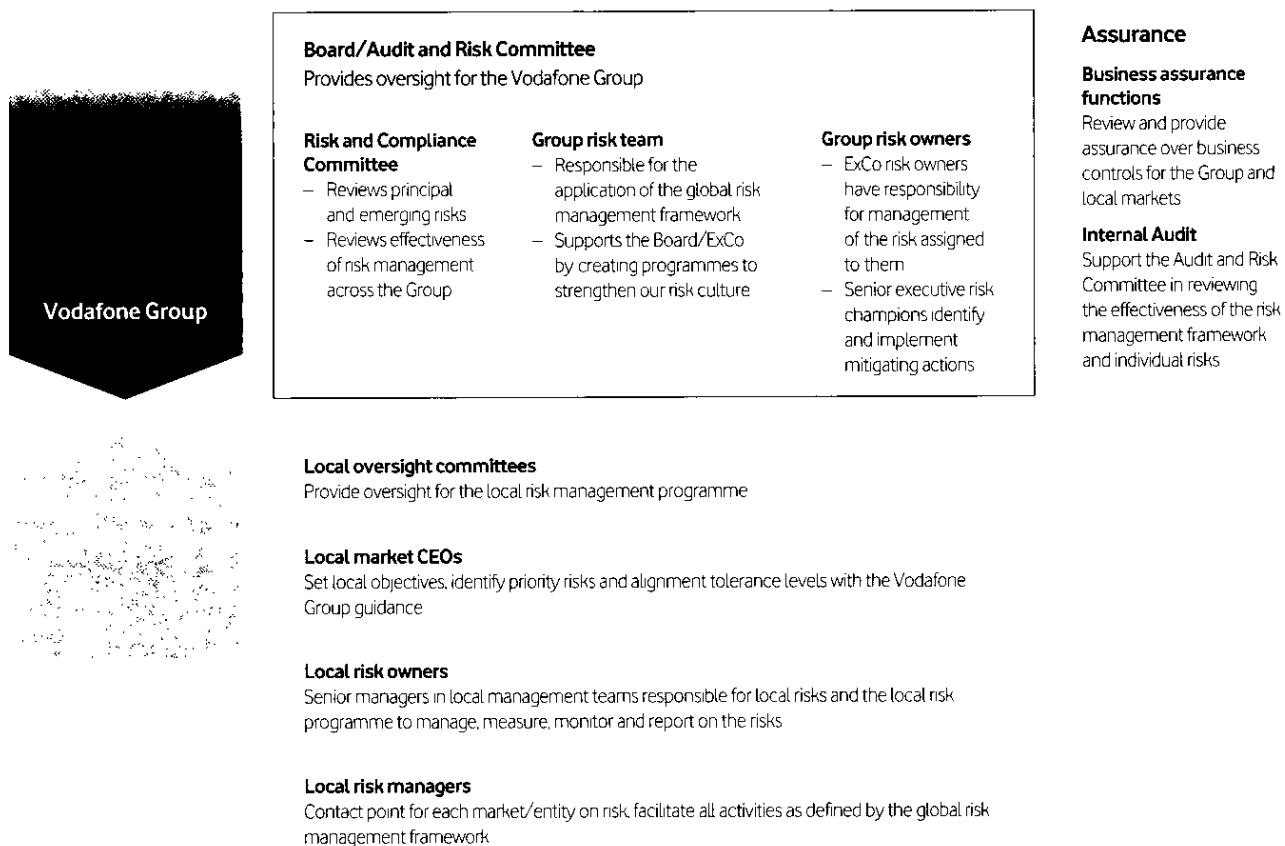 Vodafone Group
Board/Audit and Risk Committee
Provides oversight for the Vodafone Group
Risk and Compliance
Committee
– Reviews principal
and emerging risks
– Reviews effectiveness
of risk management
across the Group
Group risk team
– Responsible for the
application of the global risk
management framework
– Supports the Board/ExCo
by creating programmes to
strengthen our risk culture
Group risk owners
– ExCo risk owners
have responsibility
for management
of the risk assigned
to them
– Senior executive risk
champions identify
and implement
mitigating actions
Assurance
Business assurance
functions
Review and provide
assurance over business
controls for the Group and
local markets
Internal Audit
Support the Audit and Risk
Committee in reviewing
the effectiveness of the risk
management framework
and individual risks
Local oversight committees
Provide oversight for the local risk management programme
Local market CEOs
Set local objectives, identify priority risks and alignment tolerance levels with the Vodafone
Group guidance
Local risk owners
Senior managers in local management teams responsible for local risks and the local risk
programme to manage, measure, monitor and report on the risks
Local risk managers
Contact point for each market/entity on risk, facilitate all activities as defined by the global risk
management framework